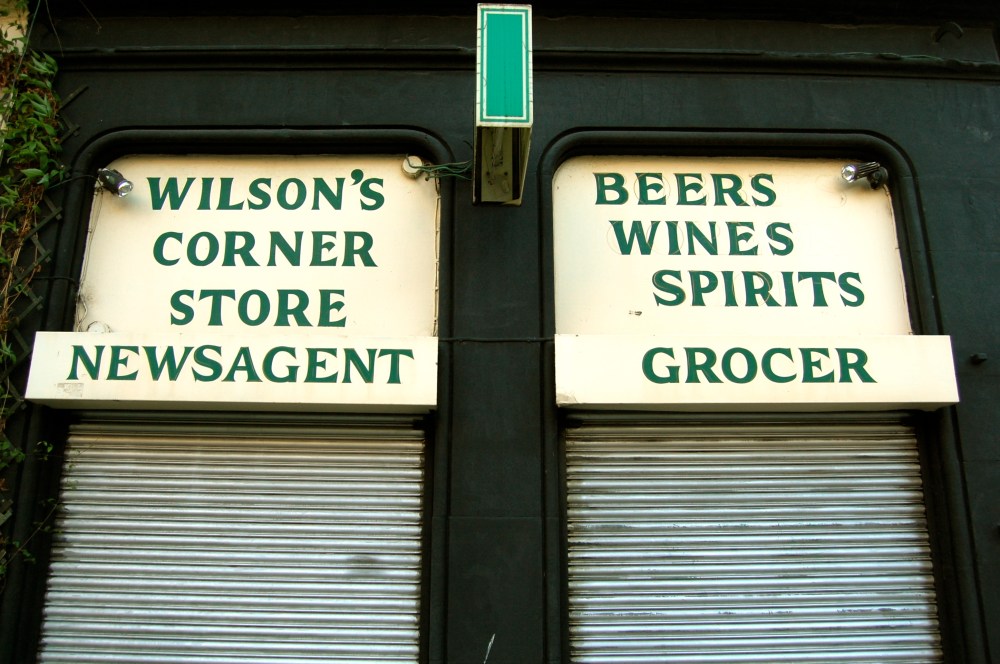 WILSON'S
CORNER
STORE
NEWSAGENT
BEERS
WINES
SPIRITS
GROCER